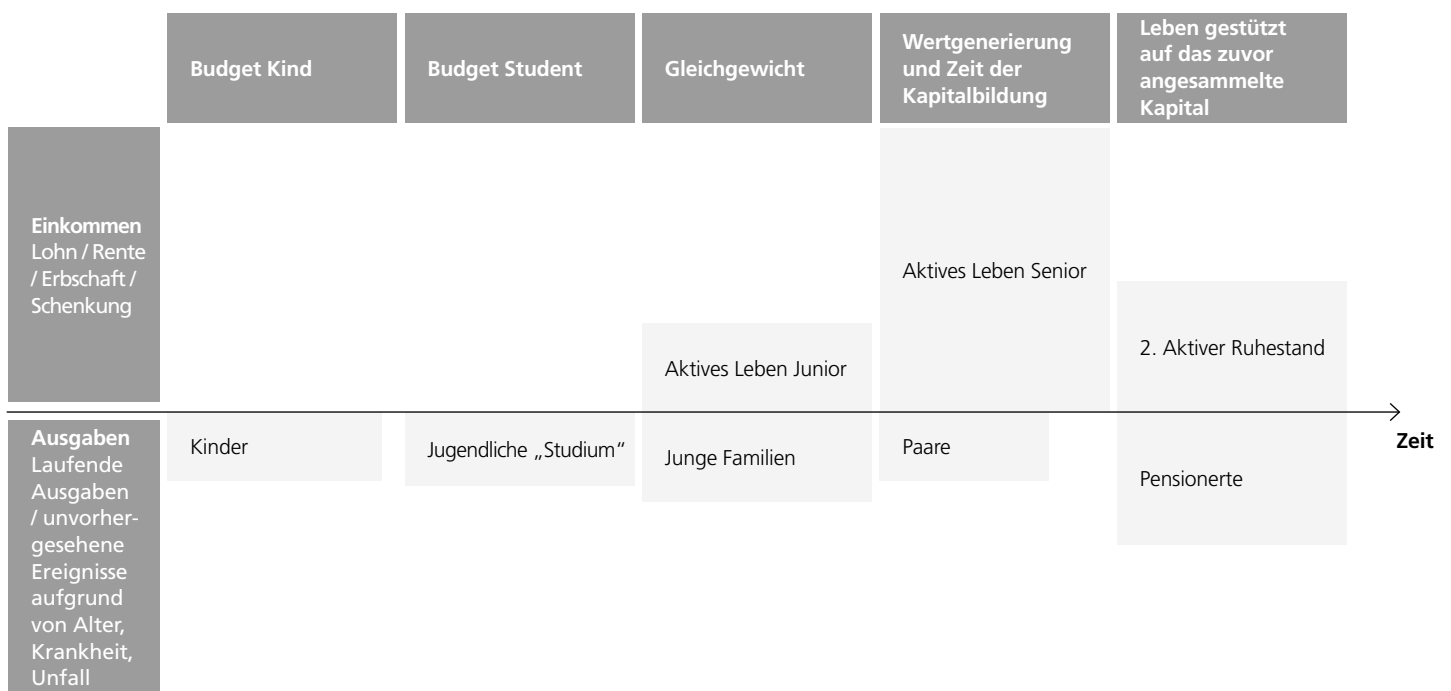 Budget Kind
Budget Student
Gleichgewicht
Wertgenerierung
und Zeit der
Kapitalbildung
Leben gestützt
auf das zuvor
angesammelte
Kapital
Einkommen
Lohn / Rente
/ Erbschaft /
Schenkung
Aktives Leben Junior
Aktives Leben Senior
2. Aktiver Ruhestand
Zeit
Ausgaben
Laufende
Ausgaben
/ unvorher-
gesehene
Ereignisse
aufgrund
von Alter,
Krankheit,
Unfall
Kinder
Jugendliche „Studium“
Junge Familien
Paare
Pensionerte